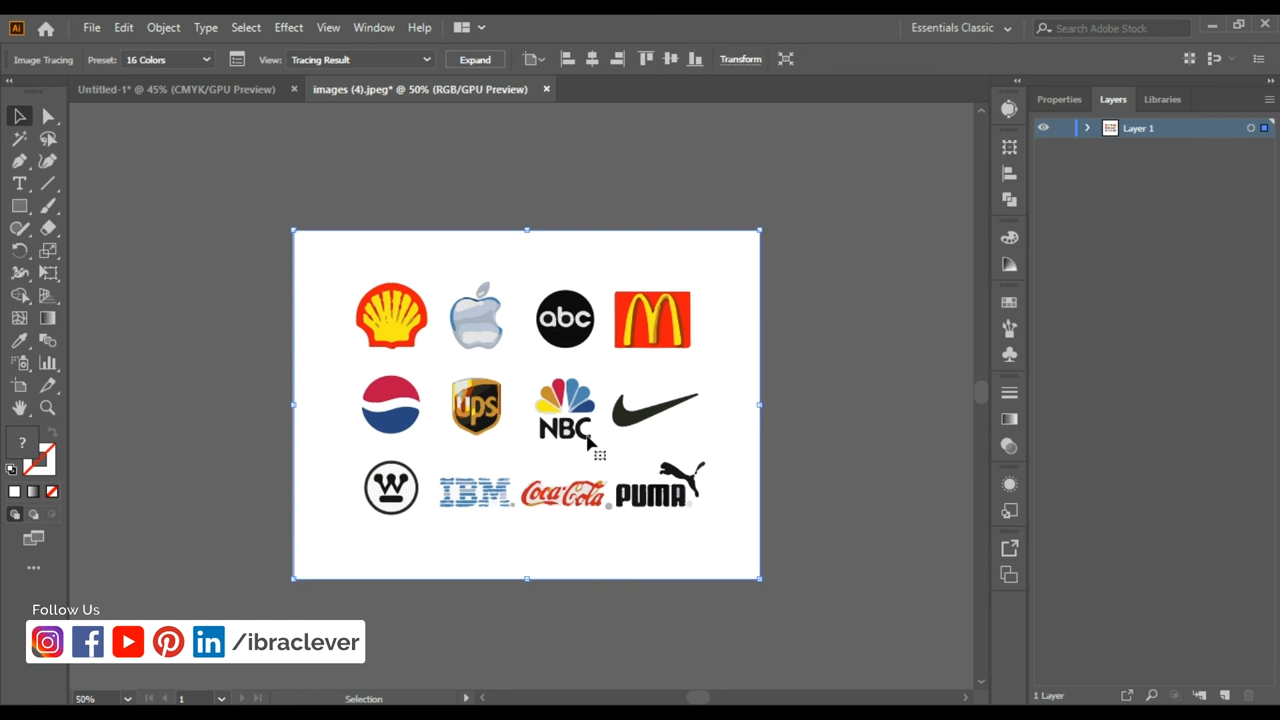 Ai File Edit Object Type Select Effect View Window Help Essentials Classic Search Adobe Stock
Image Tracing Preset: 16 Colors View: Tracing Result Expand Transform
Untitled-1* @ 45% (CMYK/GPU Preview) × images (4).jpeg* @ 50% (RGB/GPU Preview) ×
Properties Layers Libraries
Layer 1
abc
ups
NBC
W
IBM. Coca-Cola PUMA
?
Follow Us
in /ibraclever
50% 1 Selection 1 Layer